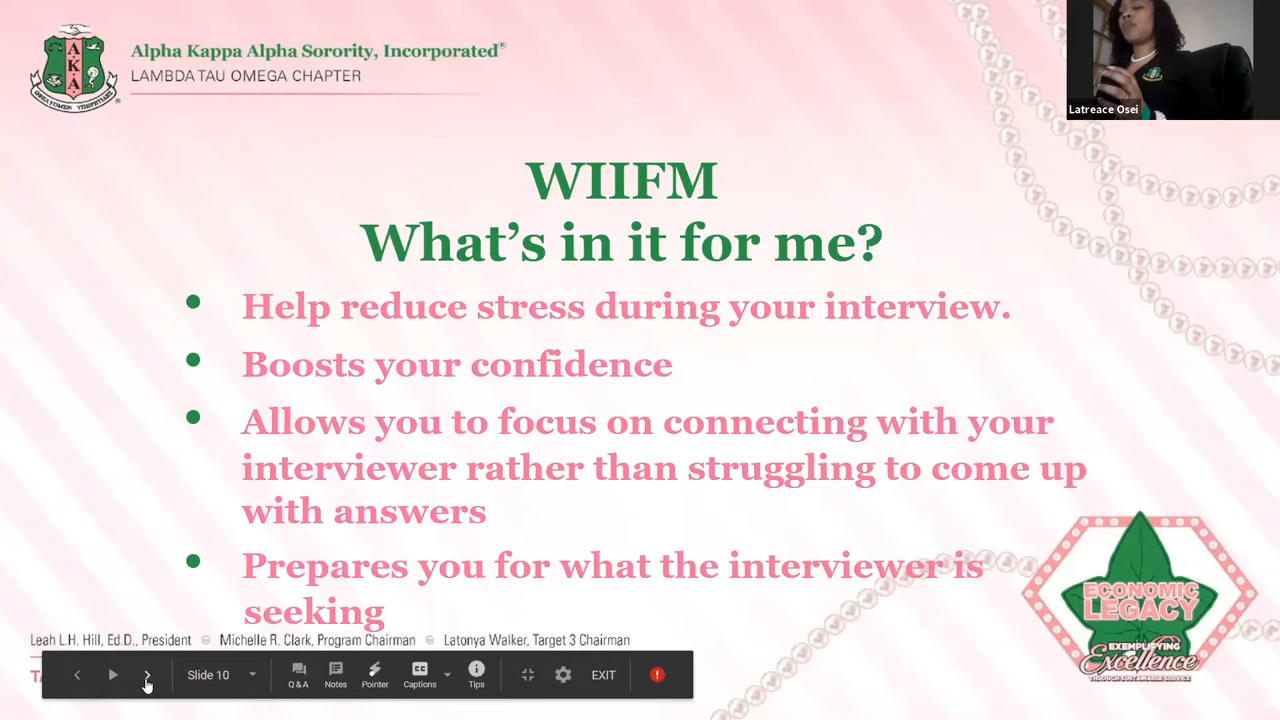 Alpha Kappa Alpha Sorority, Incorporated®
LAMBDA TAU OMEGA CHAPTER
A
K
A
Latreace Osei
WIIFM
What's in it for me?
• Help reduce stress during your interview.
• Boosts your confidence
• Allows you to focus on connecting with your
interviewer rather than struggling to come up
with answers
• Prepares you for what the interviewer is
seeking
ECONOMIC
LEGACY
EXEMPLIFYING
Excellence
THROUGH SUSTAINABLE SERVICE
Leah L.H. Hill, Ed.D., President
Michelle R. Clark, Program Chairman
Latonya Walker, Target 3 Chairman
Slide 10
Q & A
Notes
Pointer
Captions
Tips
EXIT